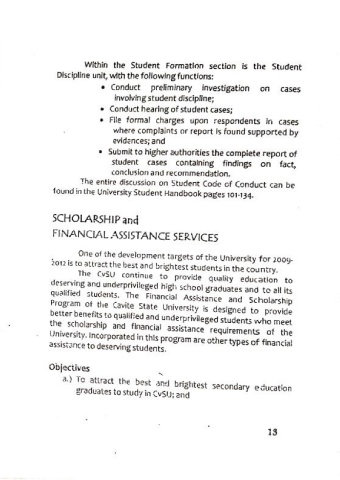 Within the Student Formation section is the Student
Discipline unit, with the following functions:
• Conduct preliminary investigation on cases
involving student discipline;
• Conduct hearing of student cases;
• File formal charges upon respondents in cases
where complaints or report is found supported by
evidences; and
• Submit to higher authorities the complete report of
student cases containing findings on fact,
conclusion and recommendation.
The entire discussion on Student Code of Conduct can be
found in the University Student Handbook pages 101-134.
SCHOLARSHIP and
FINANCIAL ASSISTANCE SERVICES
One of the development targets of the University for 2009-
2012 is to attract the best and brightest students in the country.
The CvSU continue to provide quality education to
deserving and underprivileged high school graduates and to all its
qualified students. The Financial Assistance and Scholarship
Program of the Cavite State University is designed to provide
better benefits to qualified and underprivileged students who meet
the scholarship and financial assistance requirements of the
University. Incorporated in this program are other types of financial
assistance to deserving students.
Objectives
a.) To attract the best and brightest secondary education
graduates to study in CvSU; and
13